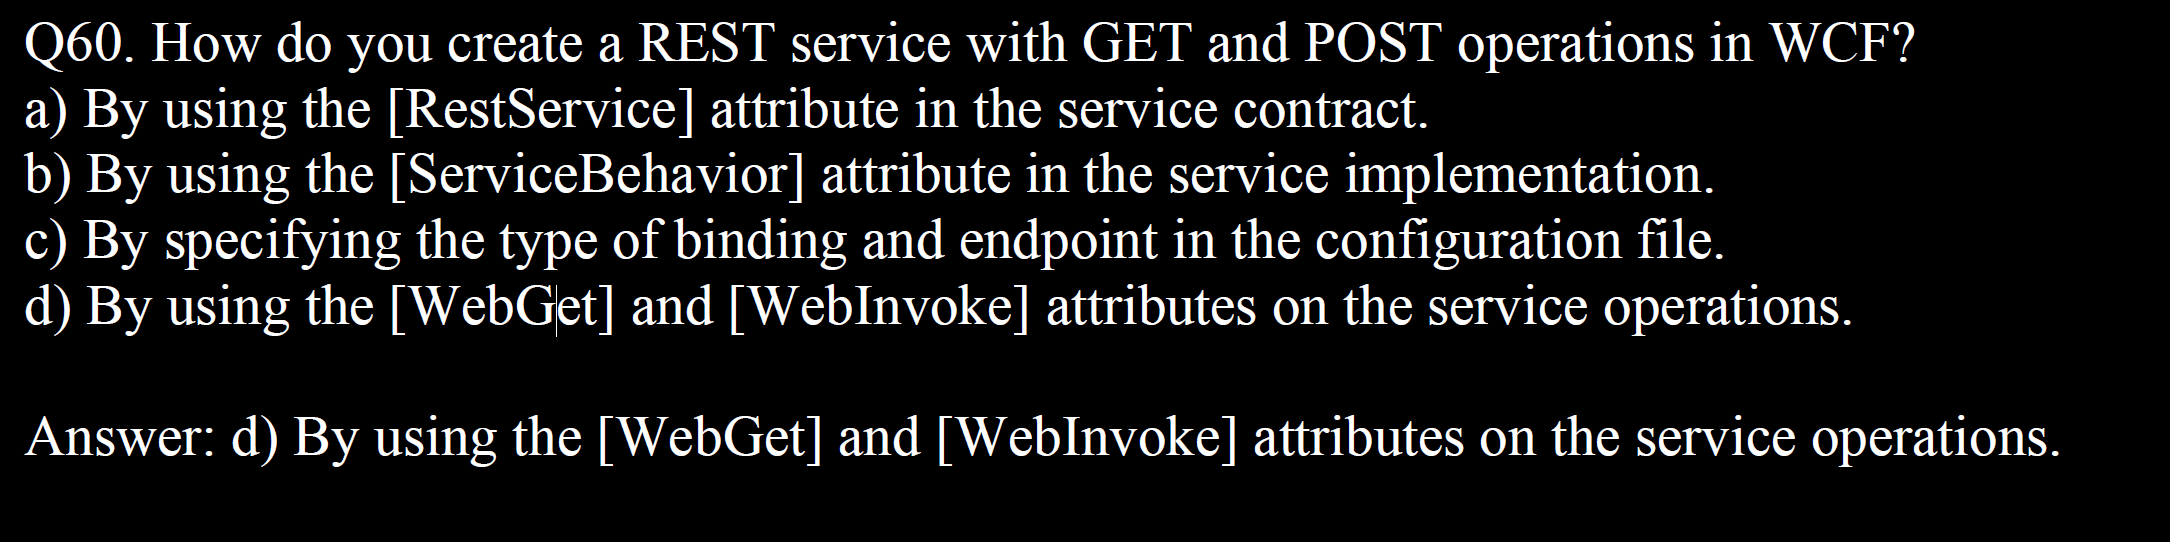 Q60. How do you create a REST service with GET and POST operations in WCF?
a) By using the [RestService] attribute in the service contract.
b) By using the [ServiceBehavior] attribute in the service implementation.
c) By specifying the type of binding and endpoint in the configuration file.
d) By using the [WebGet] and [WebInvoke] attributes on the service operations.
Answer: d) By using the [WebGet] and [WebInvoke] attributes on the service operations.